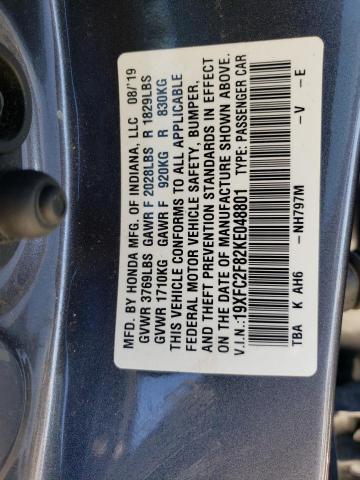 MFD. BY HONDA MFG. OF INDIANA, LLC 08/'19
GVWR 3769LBS GAWR F 2028LBS R 1829LBS
GVWR 1710KG GAWR F 920KG R 830KG
THIS VEHICLE CONFORMS TO ALL APPLICABLE
FEDERAL MOTOR VEHICLE SAFETY, BUMPER,
AND THEFT PREVENTION STANDARDS IN EFFECT
ON THE DATE OF MANUFACTURE SHOWN ABOVE.
V.I.N.:19XFC2F82KE048801 TYPE: PASSENGER CAR
TBA K AH6 -NH797M -V -E